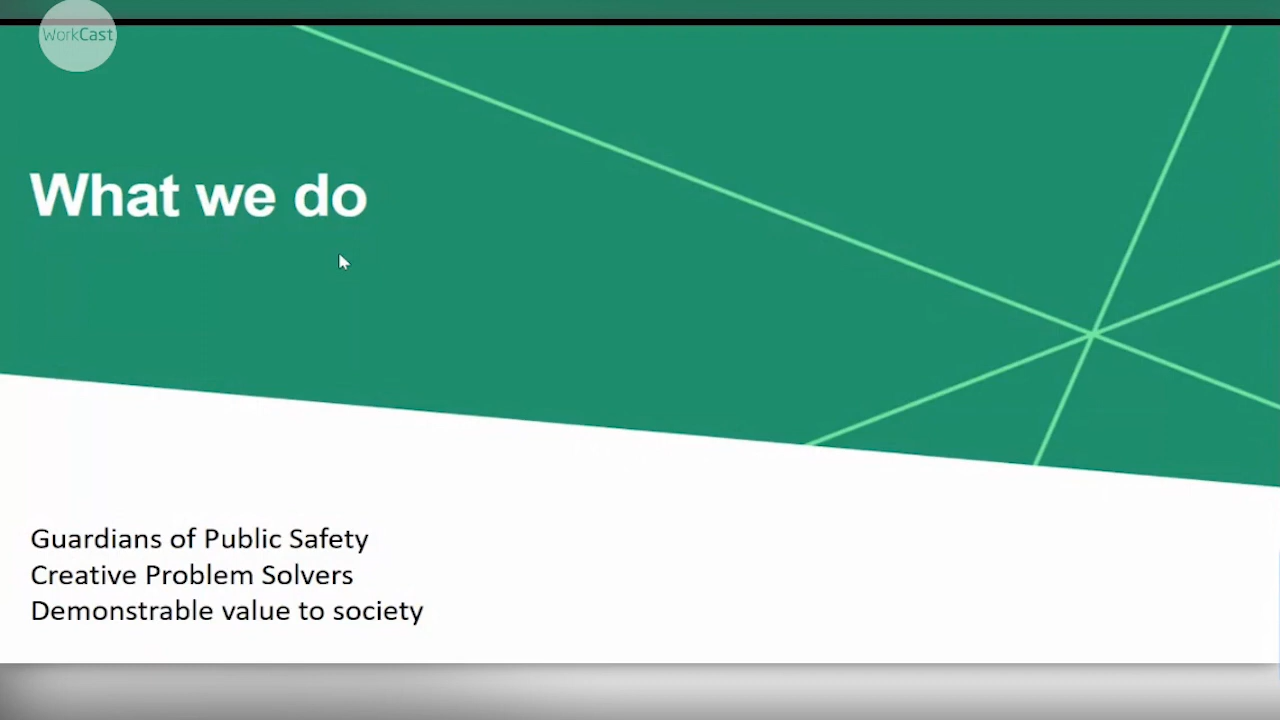 WorkCast
What we do
Guardians of Public Safety
Creative Problem Solvers
Demonstrable value to society